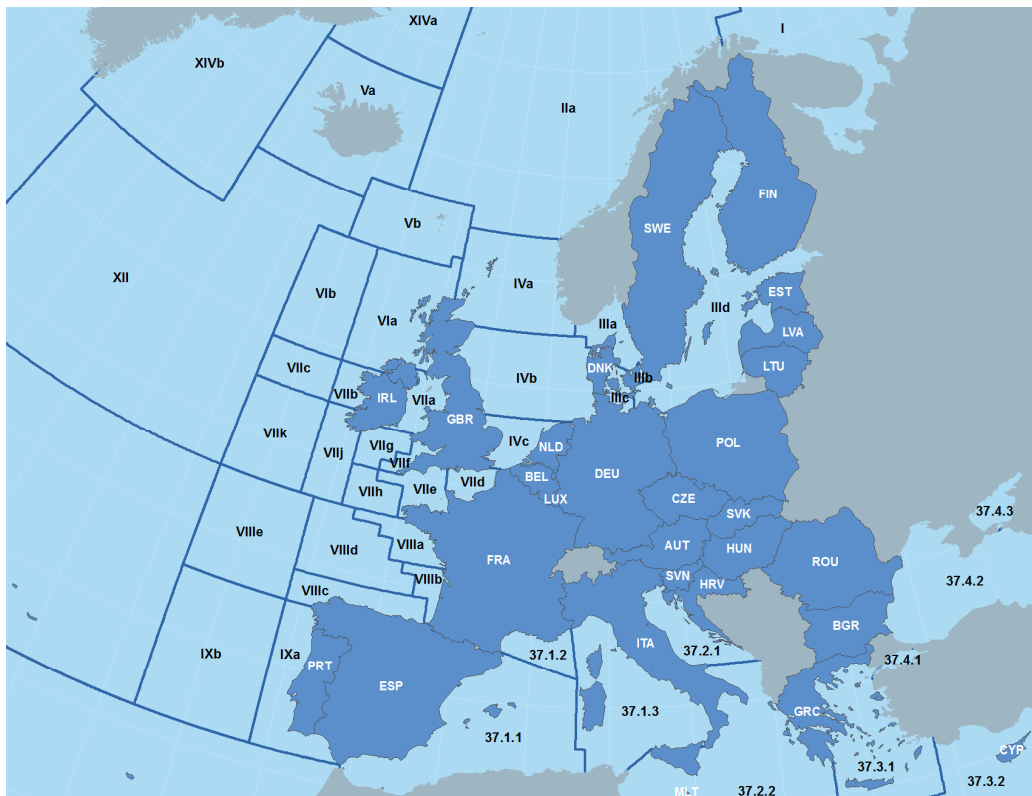 XIVa
I
XIVb
Va
IIa
FIN
Vb
SWE
XII
IVa
EST
VIb
IIId
VIa
IIIa
LVA
VIIc
DNK
LTU
IVb
IIIb
VIIb
IRL
VIIa
IIIc
GBR
VIIk
VIIj
VIIg
IVc
NLD
POL
VIIf
DEU
BEL
VIIh
VIIe
VIId
LUX
CZE
37.4.3
SVK
VIIIe
VIIId
VIIIa
AUT
HUN
FRA
ROU
VIIIb
SVN
HRV
37.4.2
VIIIc
BGR
IXb
IXa
37.1.2
ITA
37.2.1
37.4.1
PRT
ESP
37.1.3
GRC
37.1.1
CYP
37.3.1
37.3.2
MLT
37.2.2